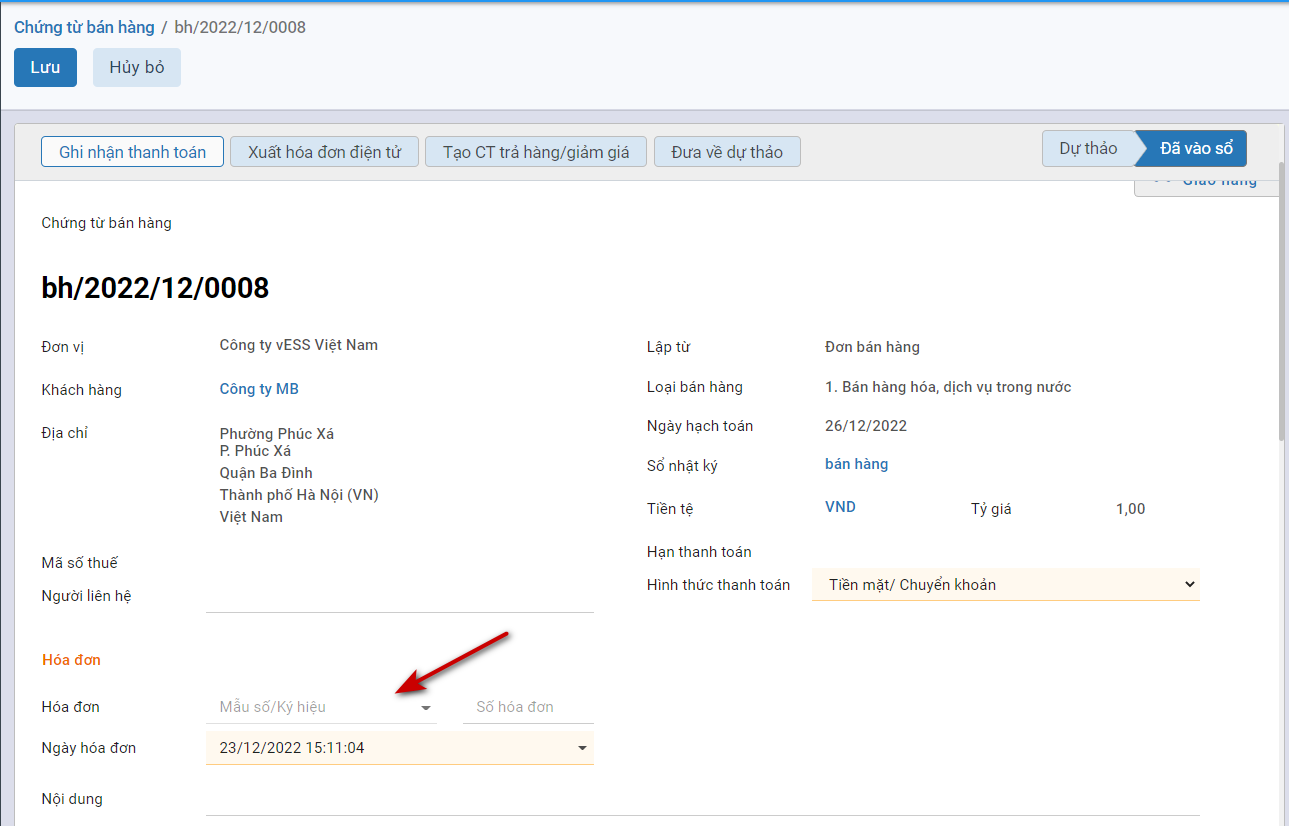 Chứng từ bán hàng / bh/2022/12/0008
Lưu Hủy bỏ
Ghi nhận thanh toán Xuất hóa đơn điện tử Tạo CT trả hàng/giảm giá Đưa về dự thảo Dự thảo Đã vào sổ
Giao hàng
Chứng từ bán hàng
bh/2022/12/0008
Đơn vị Công ty vESS Việt Nam
Khách hàng Công ty MB
Địa chỉ Phường Phúc Xá
P. Phúc Xá
Quận Ba Đình
Thành phố Hà Nội (VN)
Việt Nam
Mã số thuế
Người liên hệ
Lập từ Đơn bán hàng
Loại bán hàng 1. Bán hàng hóa, dịch vụ trong nước
Ngày hạch toán 26/12/2022
Sổ nhật ký bán hàng
Tiền tệ VND Tỷ giá 1,00
Hạn thanh toán
Hình thức thanh toán Tiền mặt/ Chuyển khoản
Hóa đơn
Hóa đơn Mẫu số/Ký hiệu Số hóa đơn
Ngày hóa đơn 23/12/2022 15:11:04
Nội dung